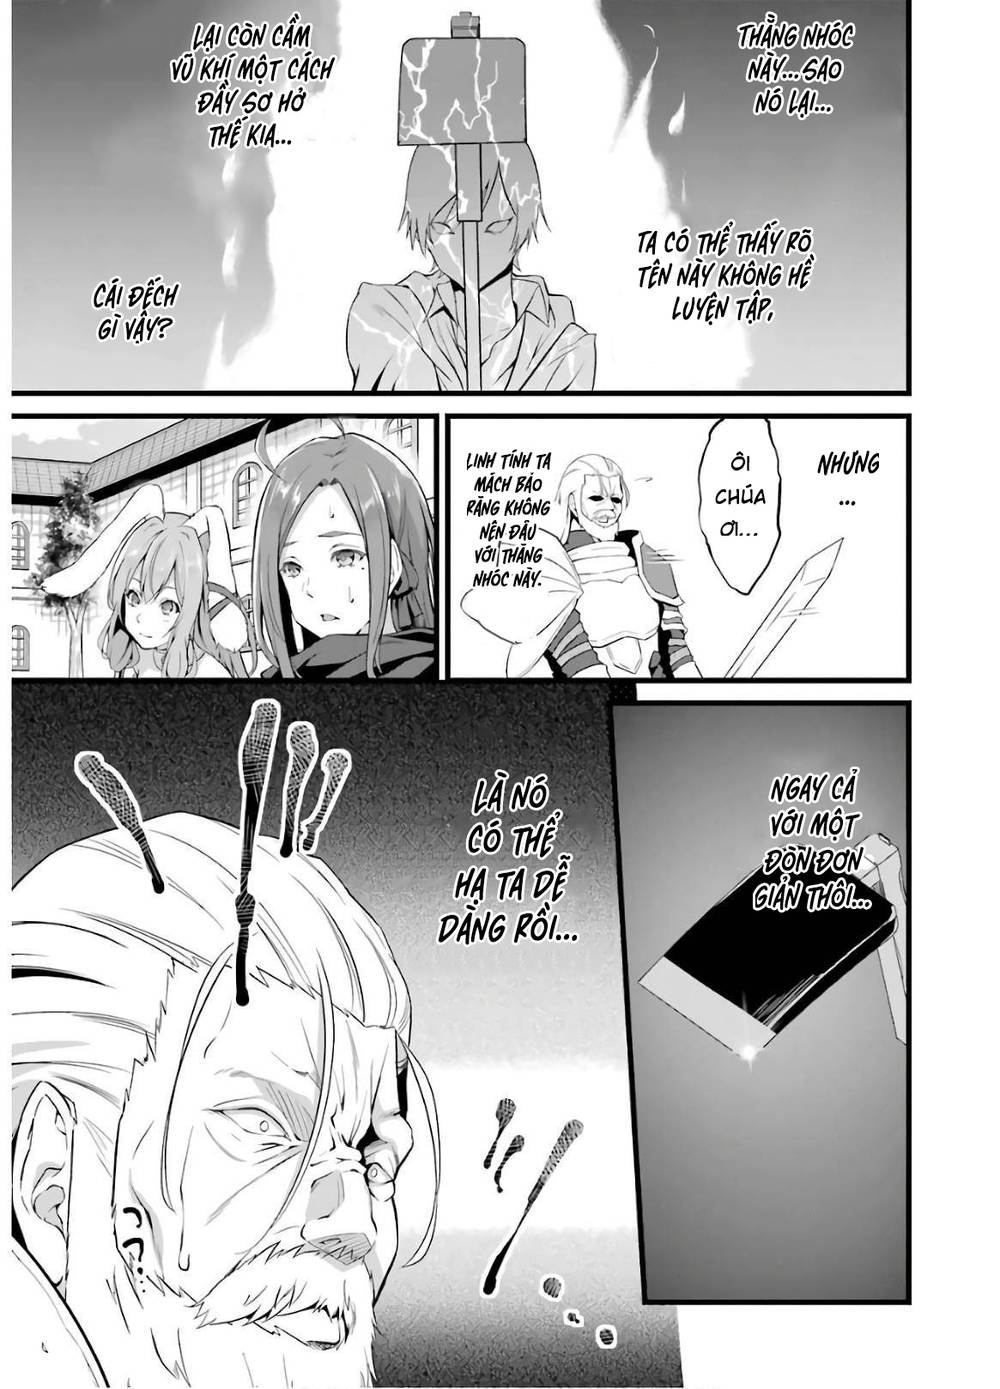 THẰNG NHÓC
NÀY...SAO
NÓ LẠI...
TA CÓ THỂ THẤY RÕ
TÊN NÀY KHÔNG HỀ
LUYỆN TẬP,
LẠI CÒN CẦM
VŨ KHÍ MỘT CÁCH
ĐẦY SƠ HỞ
THẾ KIA...
CÁI ĐẾCH
GÌ VẬY?
NHƯNG
...
ÔI
CHÚA
ƠI...
LINH TÍNH TA
MÁCH BẢO
RẰNG KHÔNG
NÊN ĐẤU
VỚI THẰNG
NHÓC NÀY.
NGAY CẢ
VỚI MỘT
ĐÒN ĐƠN
GIẢN THÔI...
LÀ NÓ
CÓ THỂ
HẠ TA DỄ
DÀNG RỒI...